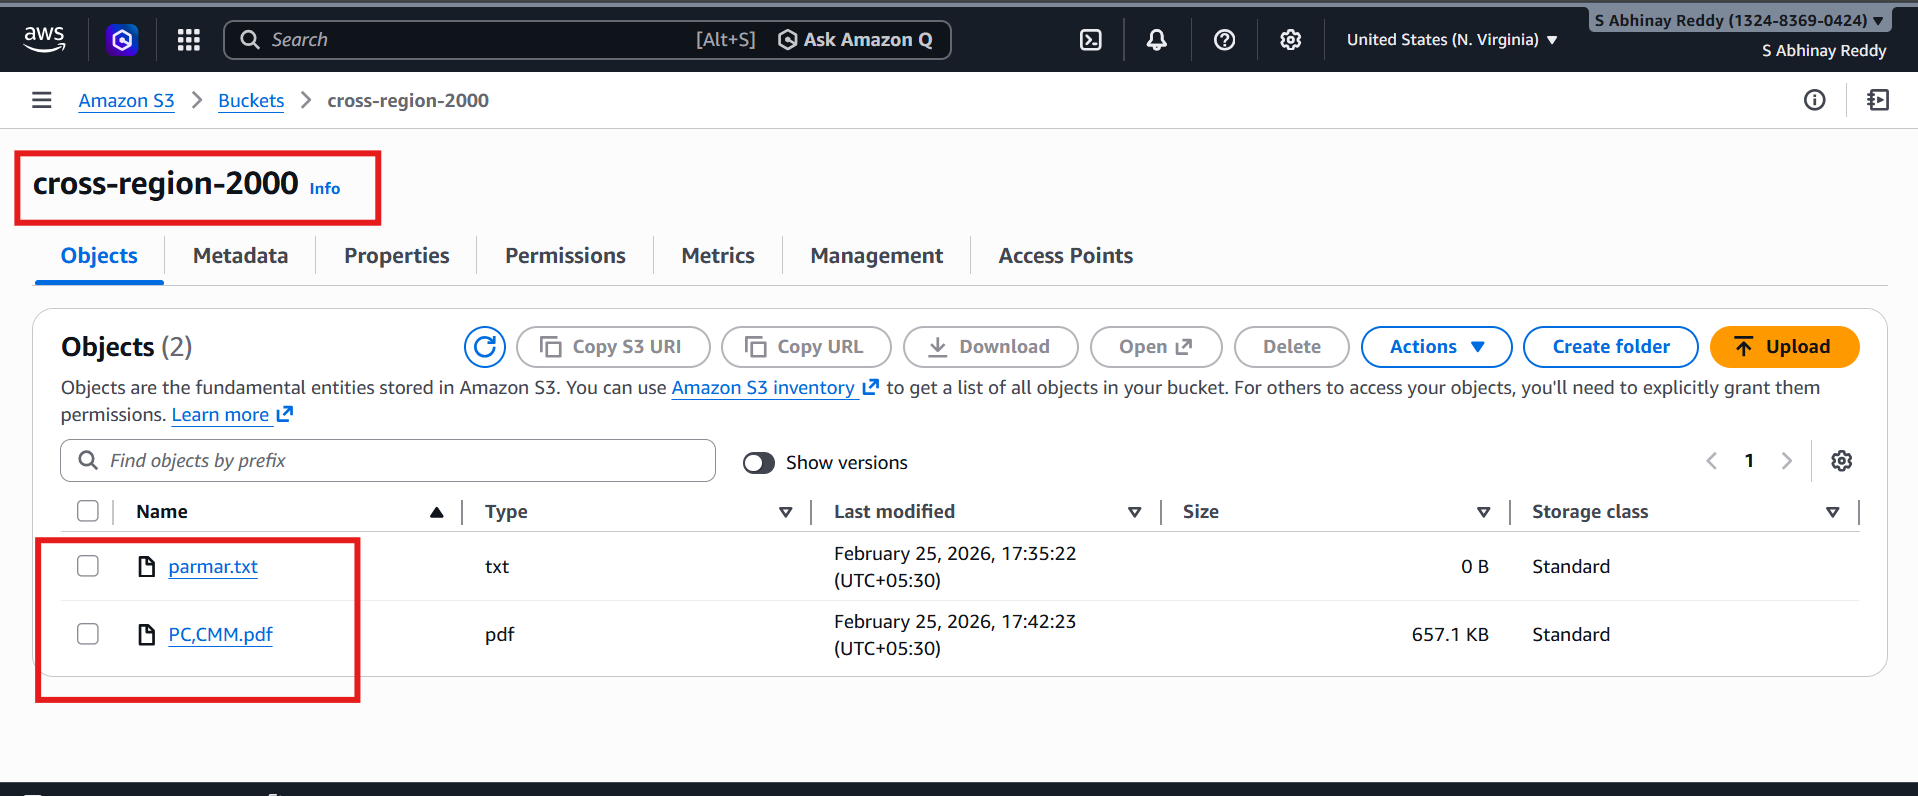 aws
Search [Alt+S] Ask Amazon Q
United States (N. Virginia) ▼
S Abhinay Reddy (1324-8369-0424) ▼
S Abhinay Reddy
Amazon S3 > Buckets > cross-region-2000
cross-region-2000 Info
Objects Metadata Properties Permissions Metrics Management Access Points
Objects (2) Copy S3 URI Copy URL Download Open Delete Actions ▼ Create folder Upload
Objects are the fundamental entities stored in Amazon S3. You can use Amazon S3 inventory to get a list of all objects in your bucket. For others to access your objects, you'll need to explicitly grant them
permissions. Learn more
Find objects by prefix Show versions 1
Name Type Last modified Size Storage class
parmar.txt txt February 25, 2026, 17:35:22 (UTC+05:30) 0 B Standard
PC,CMM.pdf pdf February 25, 2026, 17:42:23 (UTC+05:30) 657.1 KB Standard